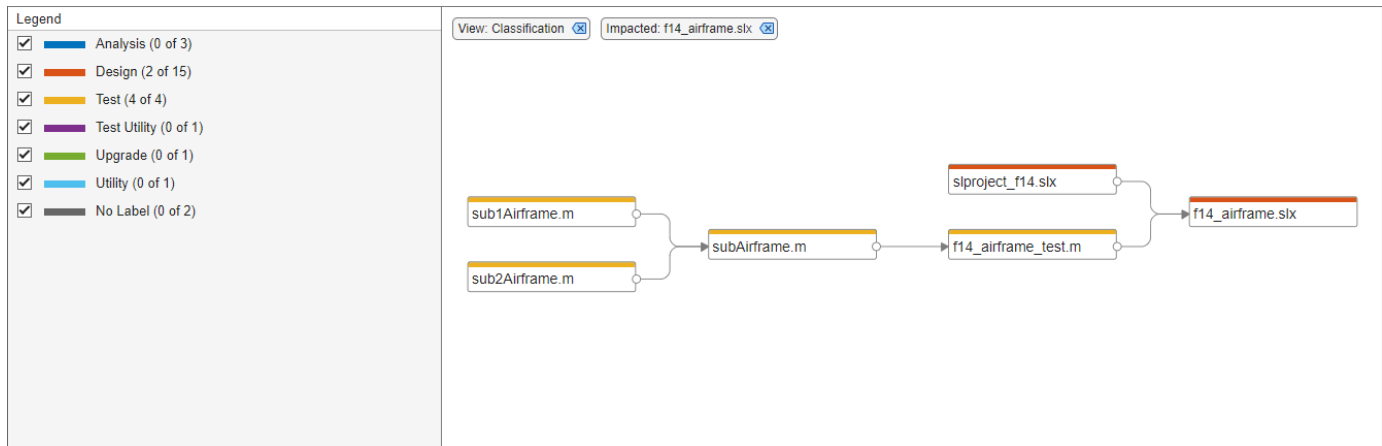 Legend
Analysis (0 of 3)
Design (2 of 15)
Test (4 of 4)
Test Utility (0 of 1)
Upgrade (0 of 1)
Utility (0 of 1)
No Label (0 of 2)
View: Classification
Impacted: f14_airframe.slx
slproject_f14.slx
sub1Airframe.m
f14_airframe.slx
subAirframe.m
f14_airframe_test.m
sub2Airframe.m